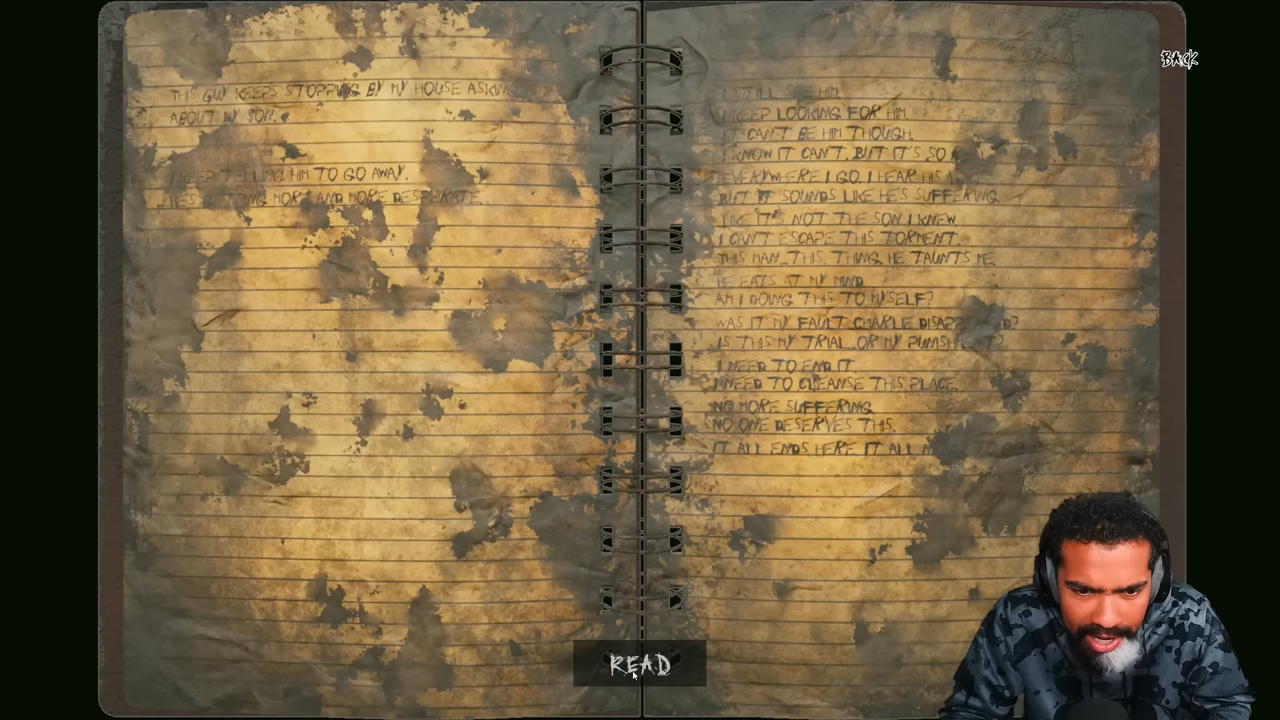 THIS GUY KEEPS STOPPING BY MY HOUSE ASKING
ABOUT MY SON.
I KEEP TELLING HIM TO GO AWAY.
HE'S GETTING MORE AND MORE DESPERATE
I STILL SEE HIM
I KEEP LOOKING FOR HIM
IT CAN'T BE HIM THOUGH.
I KNOW IT CAN'T. BUT IT'S SO
EVERYWHERE I GO. I HEAR HIS
BUT IT SOUNDS LIKE HE'S SUFFERING
LIKE IT'S NOT THE SON I KNEW
I CAN'T ESCAPE THIS TORMENT.
THIS MAN...THIS THING. HE TAUNTS ME.
HE EATS AT MY MIND
AM I DOING THIS TO MYSELF?
WAS IT MY FAULT CHARLIE DISAPPEARED?
IS THIS MY TRIAL...OR MY PUNISHMENT?
I NEED TO END IT.
I NEED TO CLEANSE THIS PLACE.
NO MORE SUFFERING
NO ONE DESERVES THIS.
IT ALL ENDS HERE IT ALL
BACK
READ